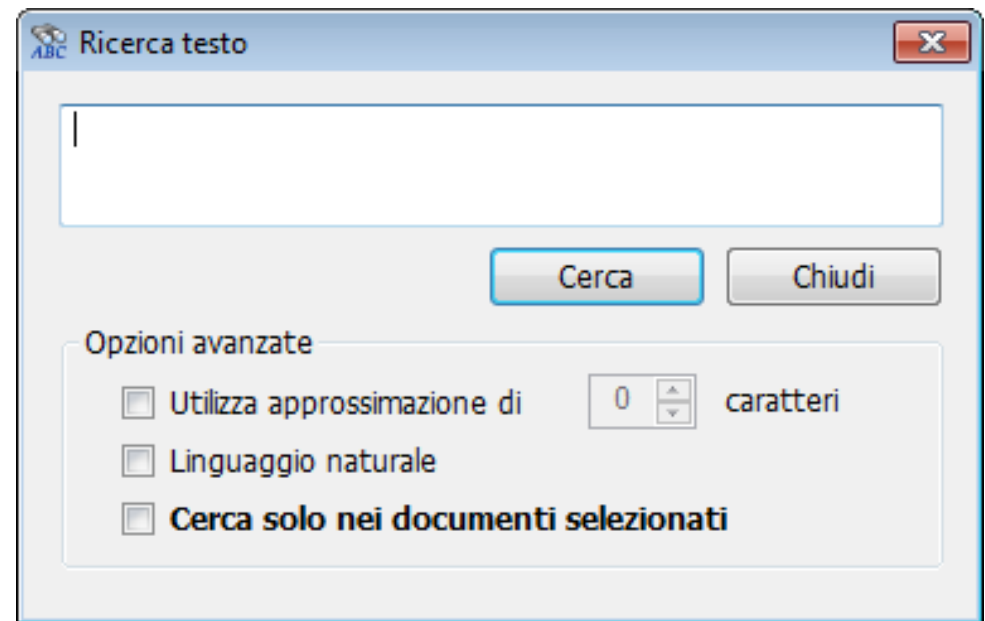 ABC Ricerca testo
Cerca Chiudi
Opzioni avanzate
Utilizza approssimazione di 0 caratteri
Linguaggio naturale
Cerca solo nei documenti selezionati